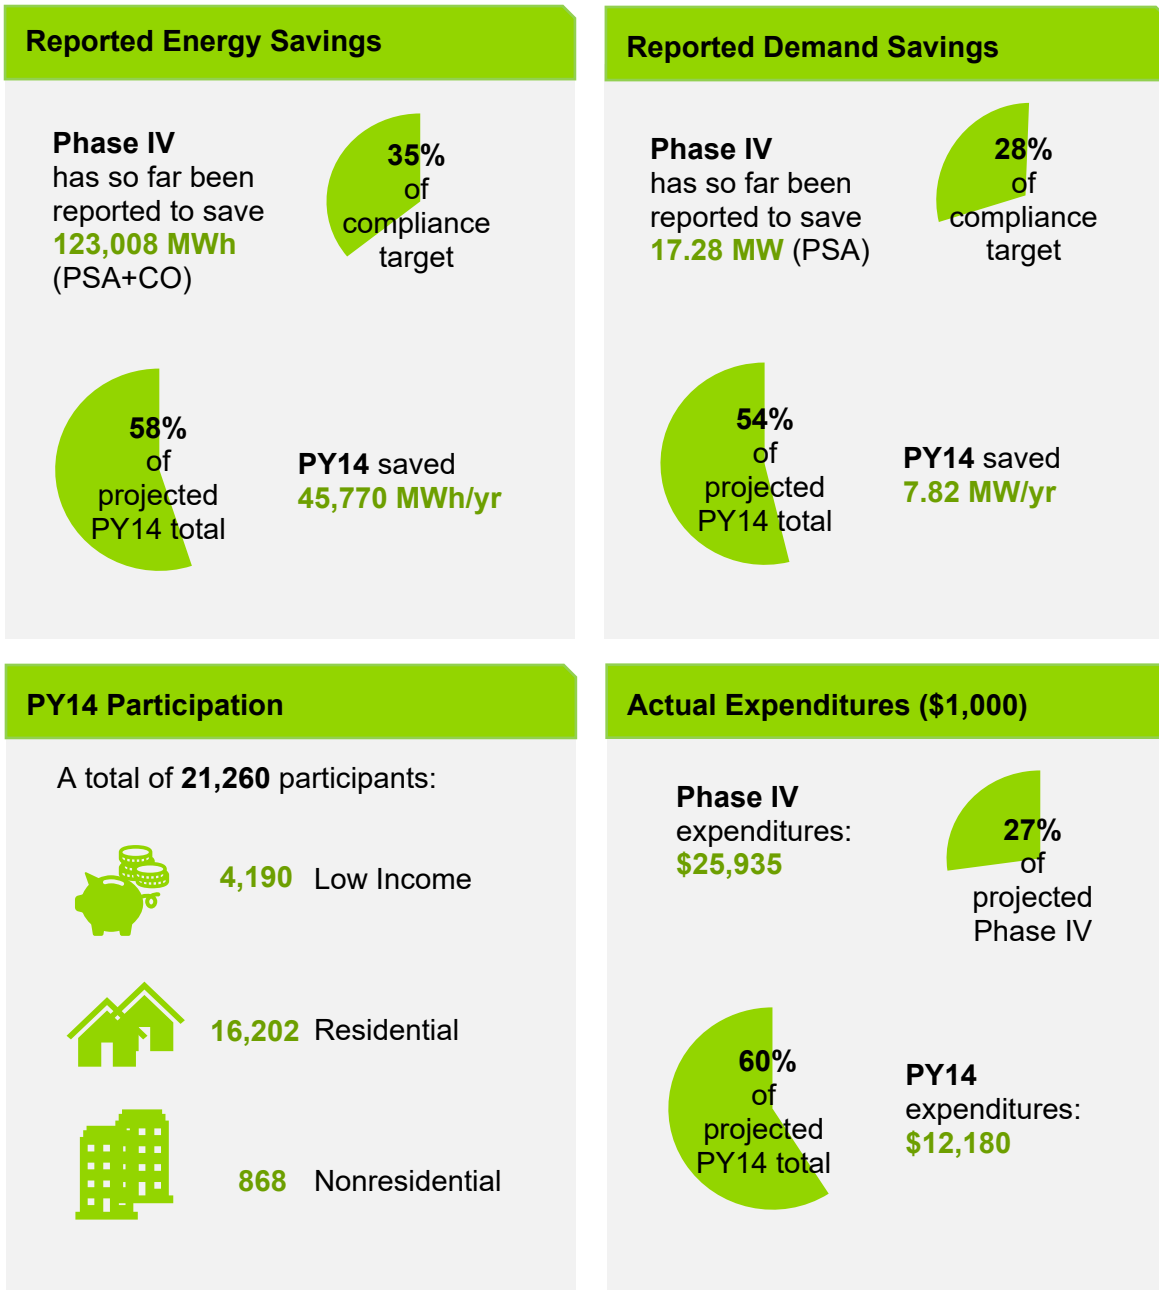 Reported Energy Savings
Phase IV
has so far been
reported to save
123,008 MWh
(PSA+CO)
35%
of
compliance
target
58%
of
projected
PY14 total
PY14 saved
45,770 MWh/yr
Reported Demand Savings
Phase IV
has so far been
reported to save
17.28 MW (PSA)
28%
of
compliance
target
54%
of
projected
PY14 total
PY14 saved
7.82 MW/yr
PY14 Participation
A total of 21,260 participants:
4,190 Low Income
16,202 Residential
868 Nonresidential
Actual Expenditures ($1,000)
Phase IV
expenditures:
$25,935
27%
of
projected
Phase IV
60%
of
projected
PY14 total
PY14
expenditures:
$12,180